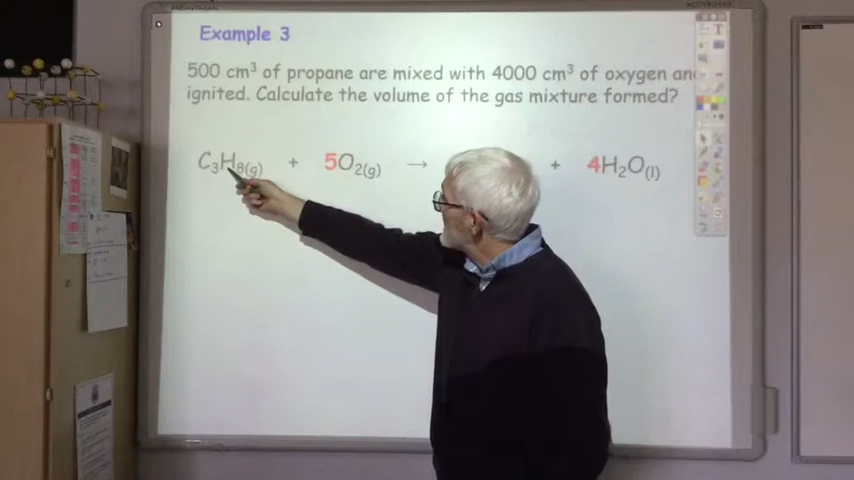 Example 3
500 cm³ of propane are mixed with 4000 cm³ of oxygen and
ignited. Calculate the volume of the gas mixture formed?
C₃H₈(g) + 5O₂(g) → + 4H₂O(l)